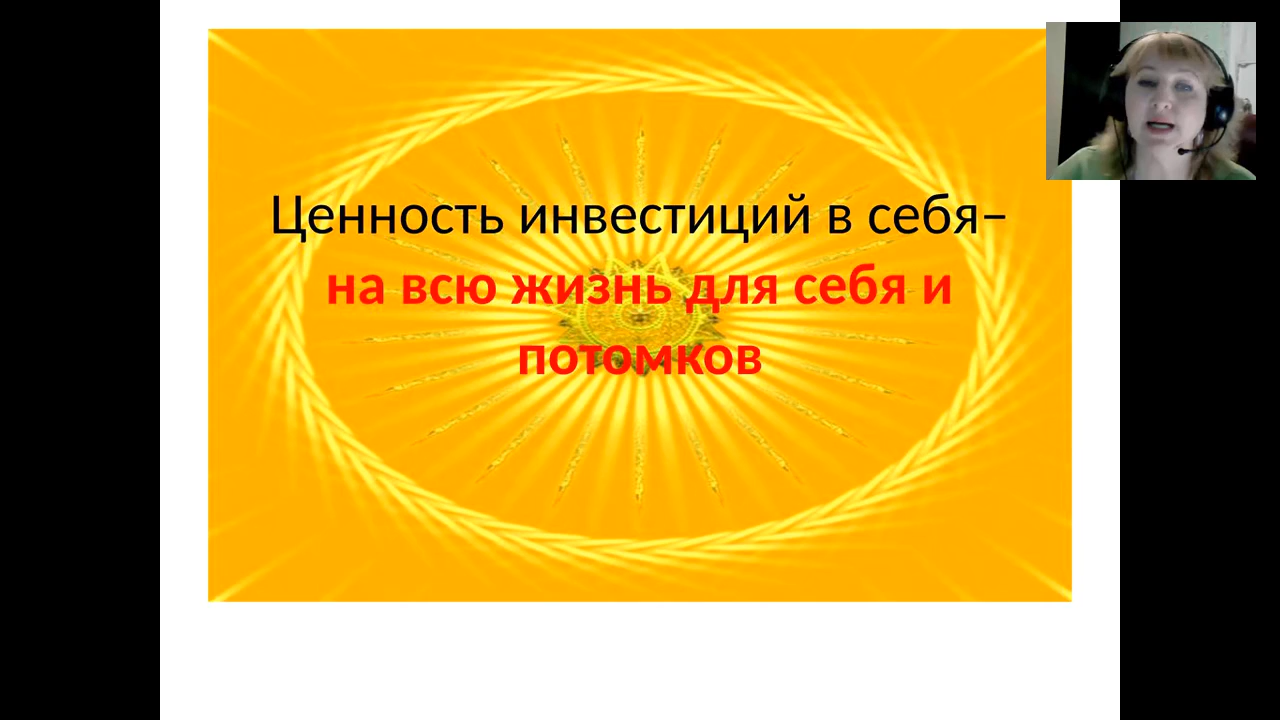 Ценность инвестиций в себя–
на всю жизнь для себя и
потомков